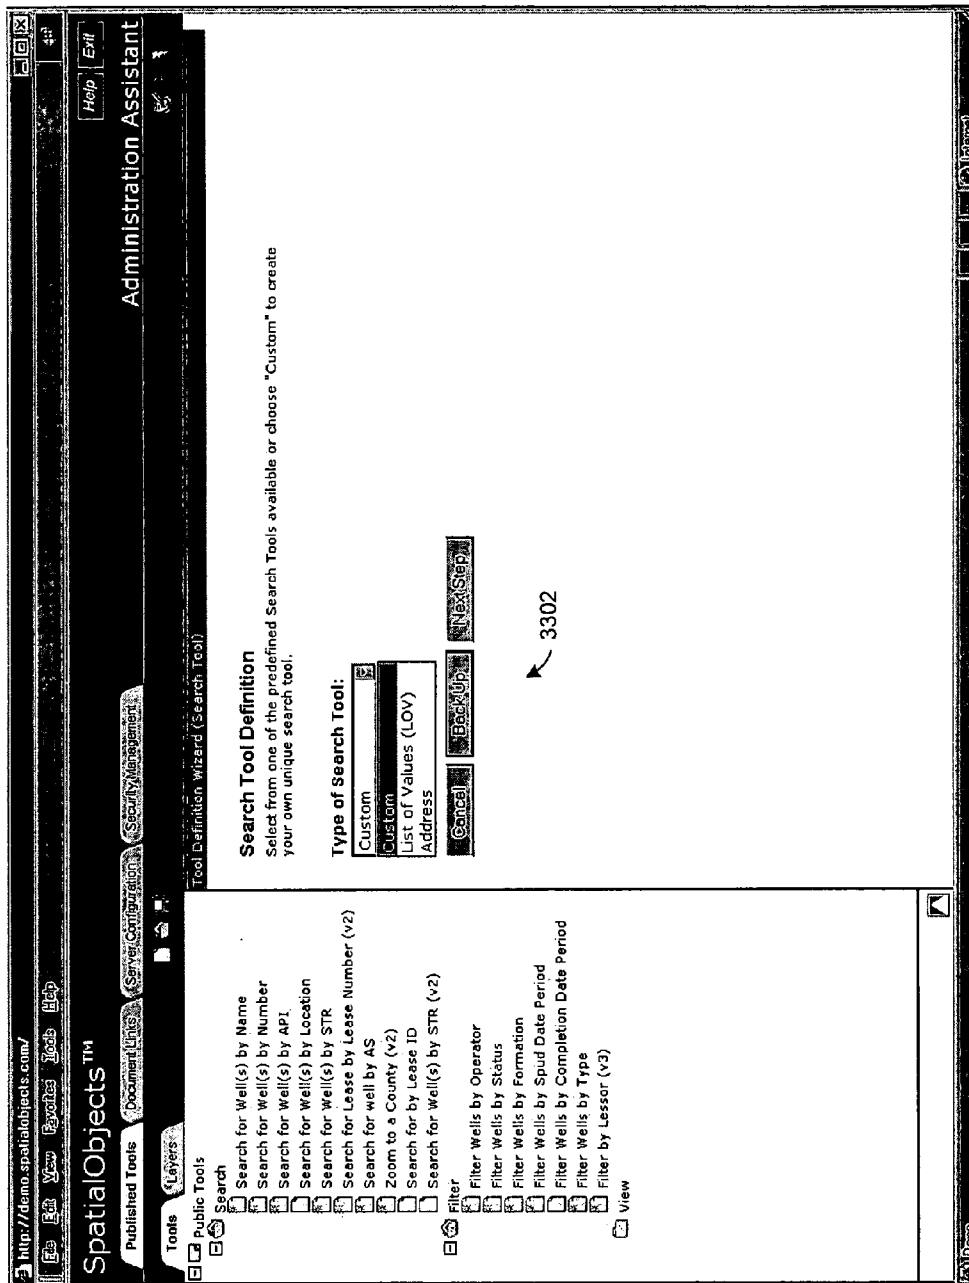 http://demo.spatialobjects.com/
File Edit View Favorites Tools Help
SpatialObjects™
Help Exit
Published Tools Document Links Server Configuration Security Management
Administration Assistant
Tools Layers
Public Tools
Search
Search for Well(s) by Name
Search for Well(s) by Number
Search for Well(s) by API
Search for Well(s) by Location
Search for Well(s) by STR
Search for Lease by Lease Number (v2)
Search for well by AS
Zoom to a County (v2)
Search for by Lease ID
Search for Well(s) by STR (v2)
Filter
Filter Wells by Operator
Filter Wells by Status
Filter Wells by Formation
Filter Wells by Spud Date Period
Filter Wells by Completion Date Period
Filter Wells by Type
Filter by Lessor (v3)
View
Tool Definition Wizard (Search Tool)
Search Tool Definition
Select from one of the predefined Search Tools available or choose "Custom" to create
your own unique search tool.
Type of Search Tool:
Custom
Custom
List of Values (LOV)
Address
Cancel Back Up Next Step
3302
Done Internet